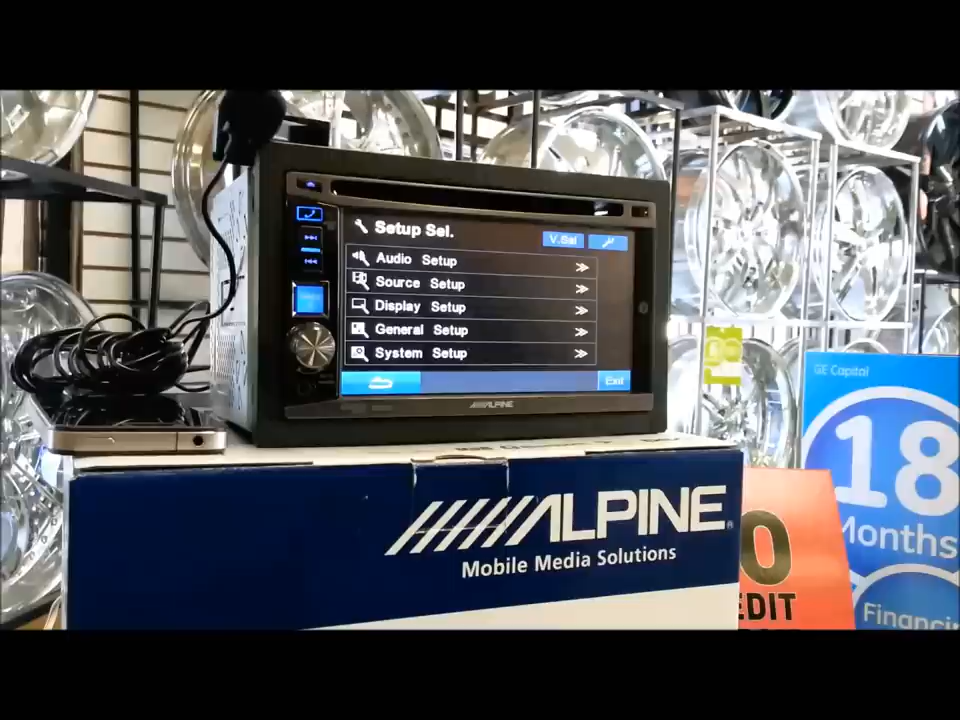 Setup Sel.
V.Sel
Audio Setup
Source Setup
Display Setup
General Setup
System Setup
Exit
ALPINE
ALPINE
Mobile Media Solutions
GE Capital
18
Months
Financin
EDIT